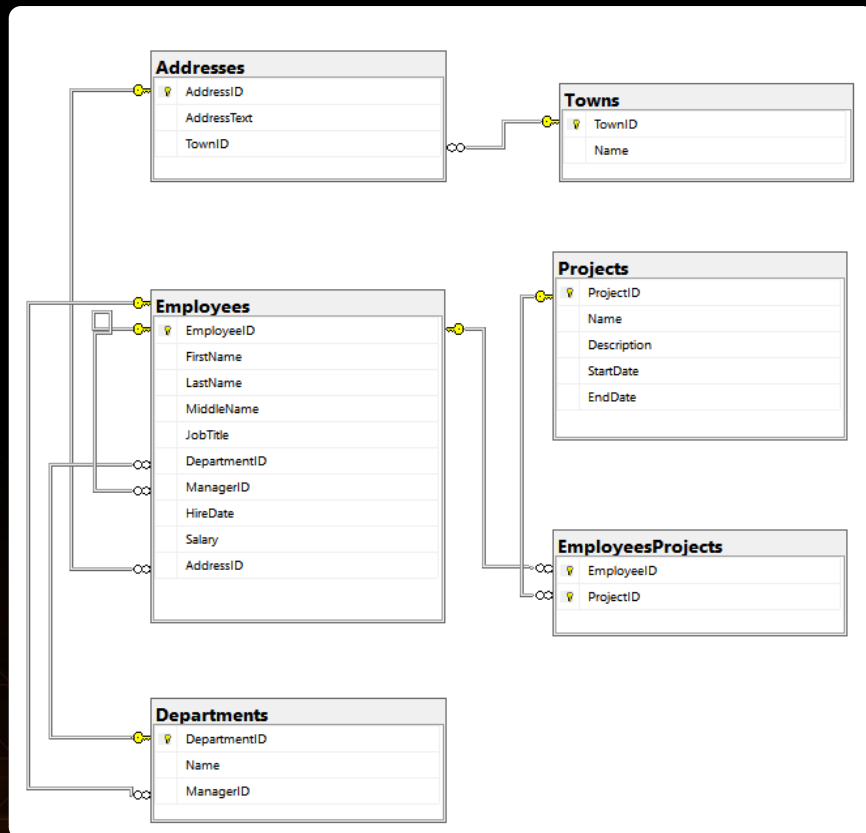 Addresses
AddressID
AddressText
TownID
Towns
TownID
Name
Employees
EmployeeID
FirstName
LastName
MiddleName
JobTitle
DepartmentID
ManagerID
HireDate
Salary
AddressID
Projects
ProjectID
Name
Description
StartDate
EndDate
EmployeesProjects
EmployeeID
ProjectID
Departments
DepartmentID
Name
ManagerID